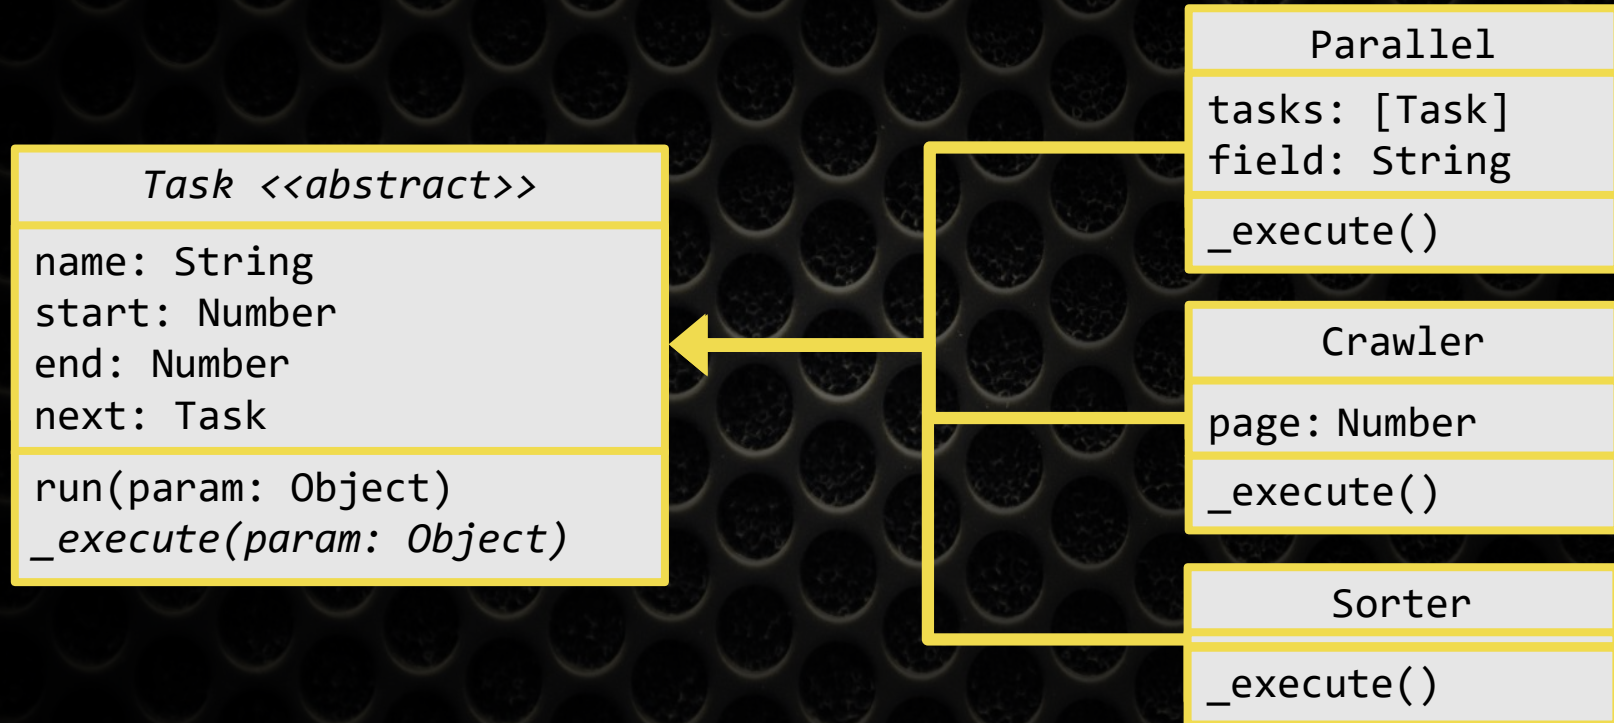 Task <<abstract>>
name: String
start: Number
end: Number
next: Task
run(param: Object)
_execute(param: Object)
Parallel
tasks: [Task]
field: String
_execute()
Crawler
page: Number
_execute()
Sorter
_execute()